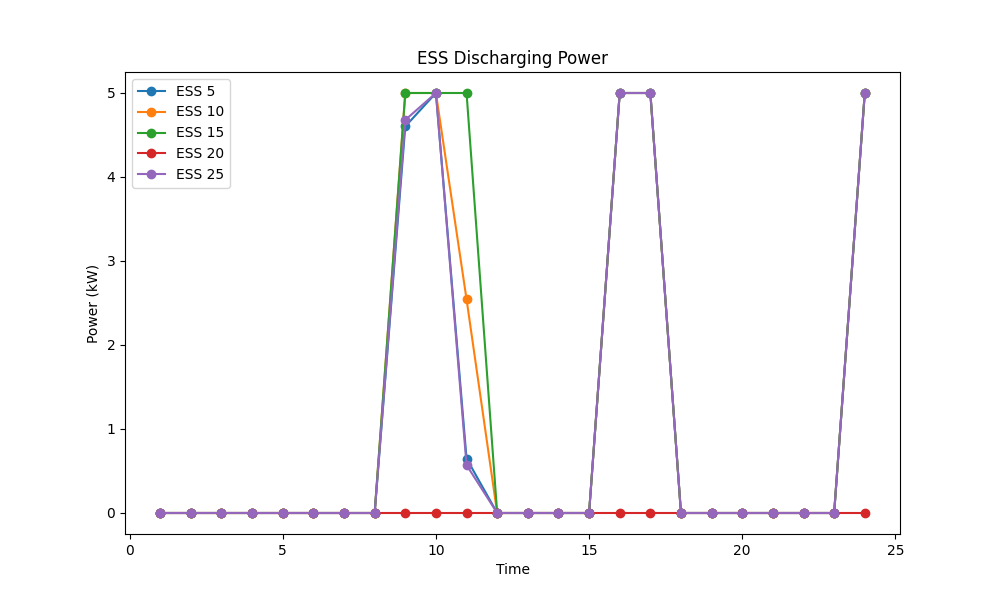 ESS Discharging Power
ESS 5
ESS 10
ESS 15
ESS 20
ESS 25
Power (kW)
5
4
3
2
1
0
0 5 10 15 20 25
Time